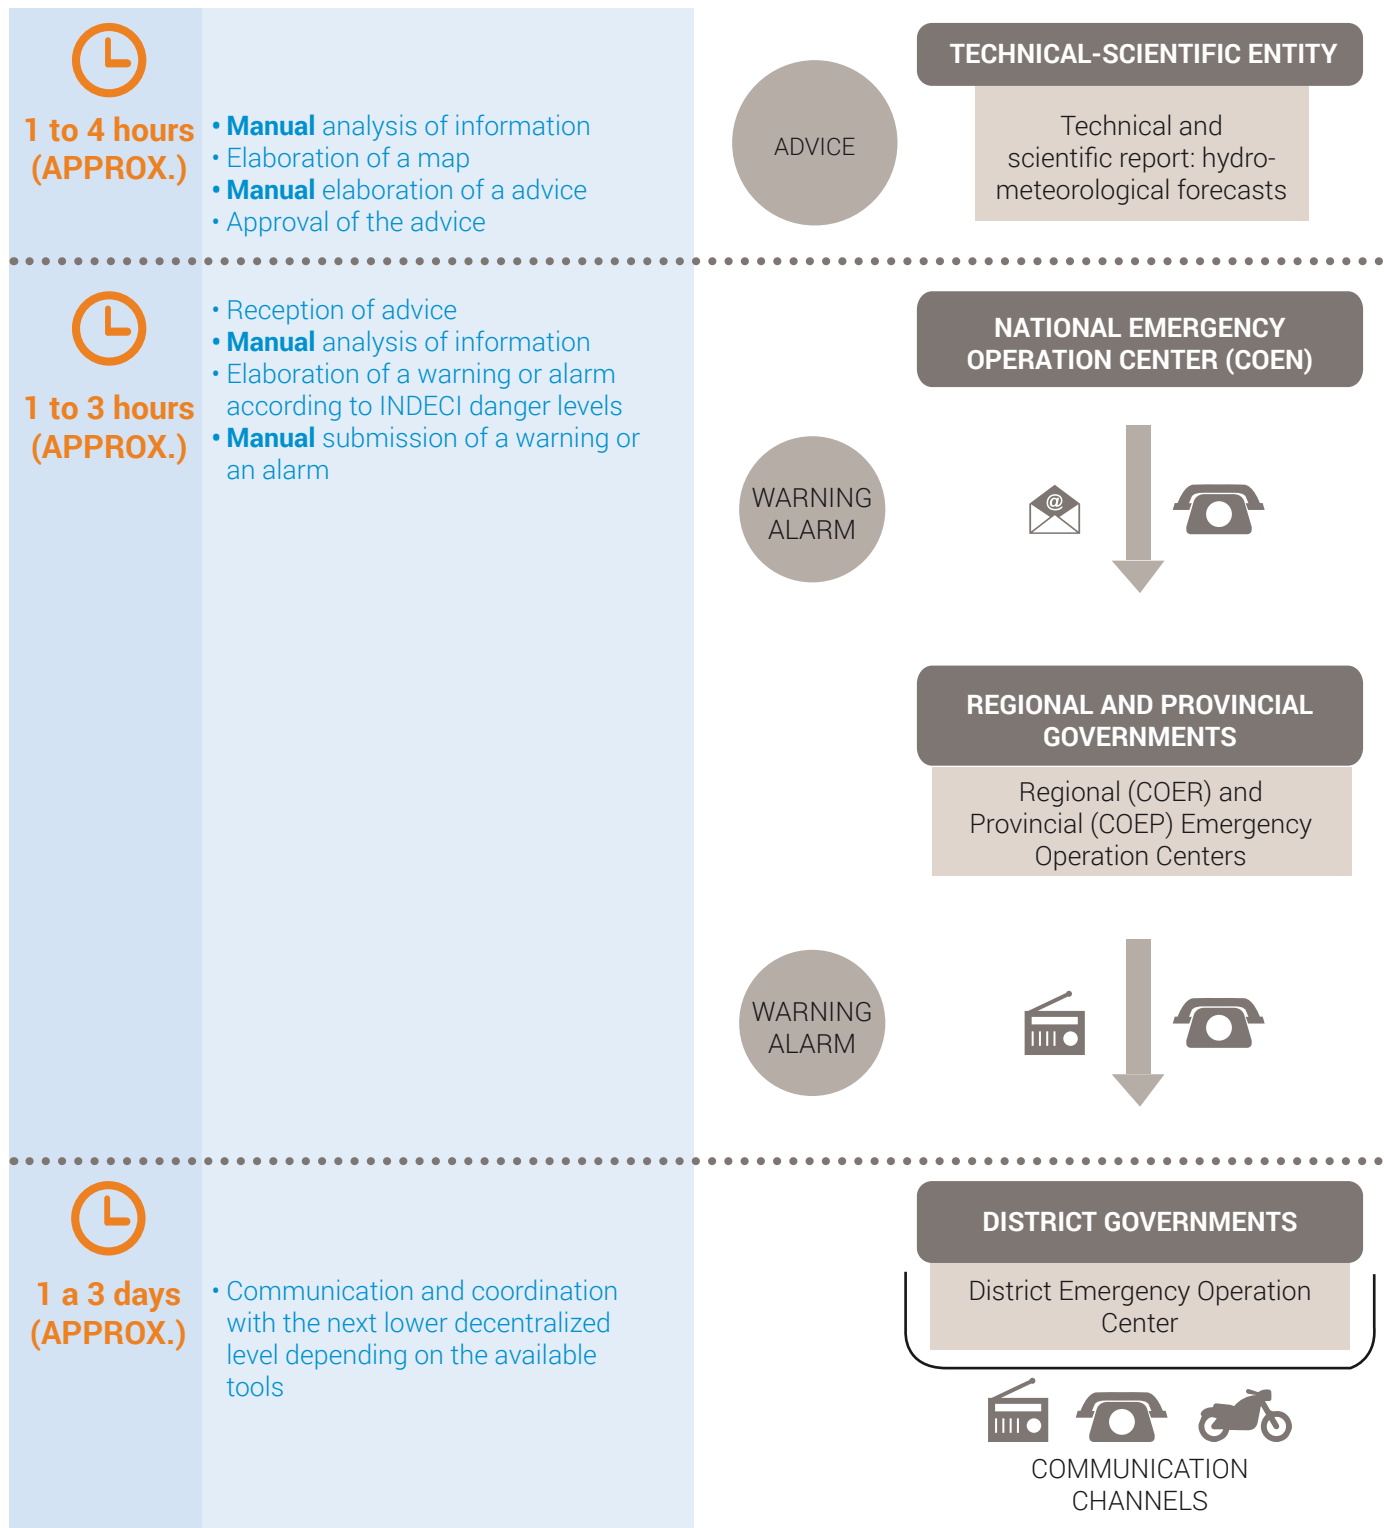 1 to 4 hours
(APPROX.)
• Manual analysis of information
• Elaboration of a map
• Manual elaboration of a advice
• Approval of the advice
ADVICE
TECHNICAL-SCIENTIFIC ENTITY
Technical and
scientific report: hydro-
meteorological forecasts
1 to 3 hours
(APPROX.)
• Reception of advice
• Manual analysis of information
• Elaboration of a warning or alarm
according to INDECI danger levels
• Manual submission of a warning or
an alarm
NATIONAL EMERGENCY
OPERATION CENTER (COEN)
WARNING
ALARM
@
REGIONAL AND PROVINCIAL
GOVERNMENTS
Regional (COER) and
Provincial (COEP) Emergency
Operation Centers
WARNING
ALARM
1 a 3 days
(APPROX.)
• Communication and coordination
with the next lower decentralized
level depending on the available
tools
DISTRICT GOVERNMENTS
District Emergency Operation
Center
COMMUNICATION
CHANNELS